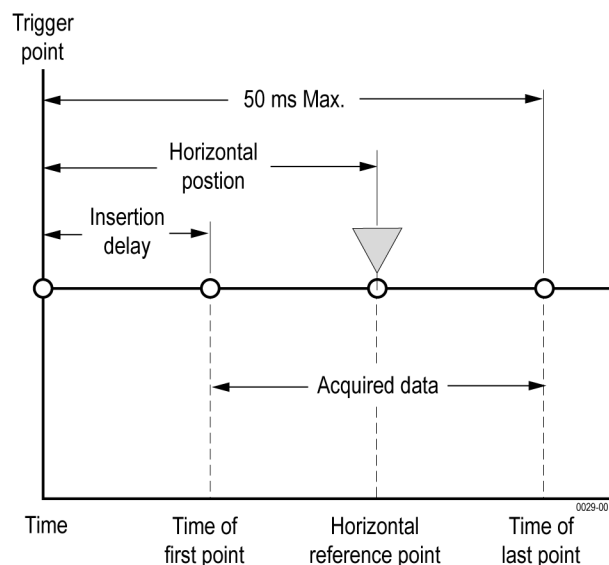 Trigger
point
50 ms Max.
Horizontal
postion
Insertion
delay
Acquired data
0029-001
Time
Time of
first point
Horizontal
reference point
Time of
last point